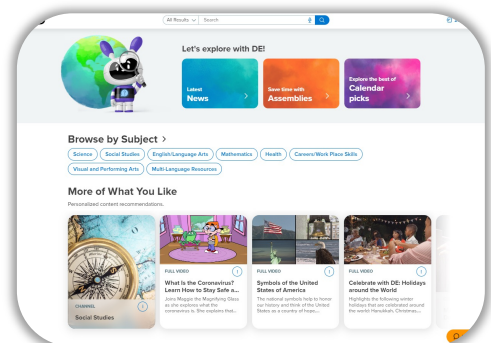 All Results
Search
Let's explore with DE!
Latest
News
Save time with
Assemblies
Explore the best of
Calendar
picks
Browse by Subject >
Science
Social Studies
English/Language Arts
Mathematics
Health
Careers/Work Place Skills
Visual and Performing Arts
Multi-Language Resources
More of What You Like
Personalized content recommendations.
CHANNEL
Social Studies
FULL VIDEO
What Is the Coronavirus?
Learn How to Stay Safe a...
Joins Maggie the Magnifying Glass
as she explores what the
coronavirus is. She explains that...
FULL VIDEO
Symbols of the United
States of America
The national symbols help to honor
our history and think of the United
States as a country of hope,...
FULL VIDEO
Celebrate with DE: Holidays
around the World
Highlights the following winter
holidays that are celebrated around
the world: Hanukkah, Christmas,...